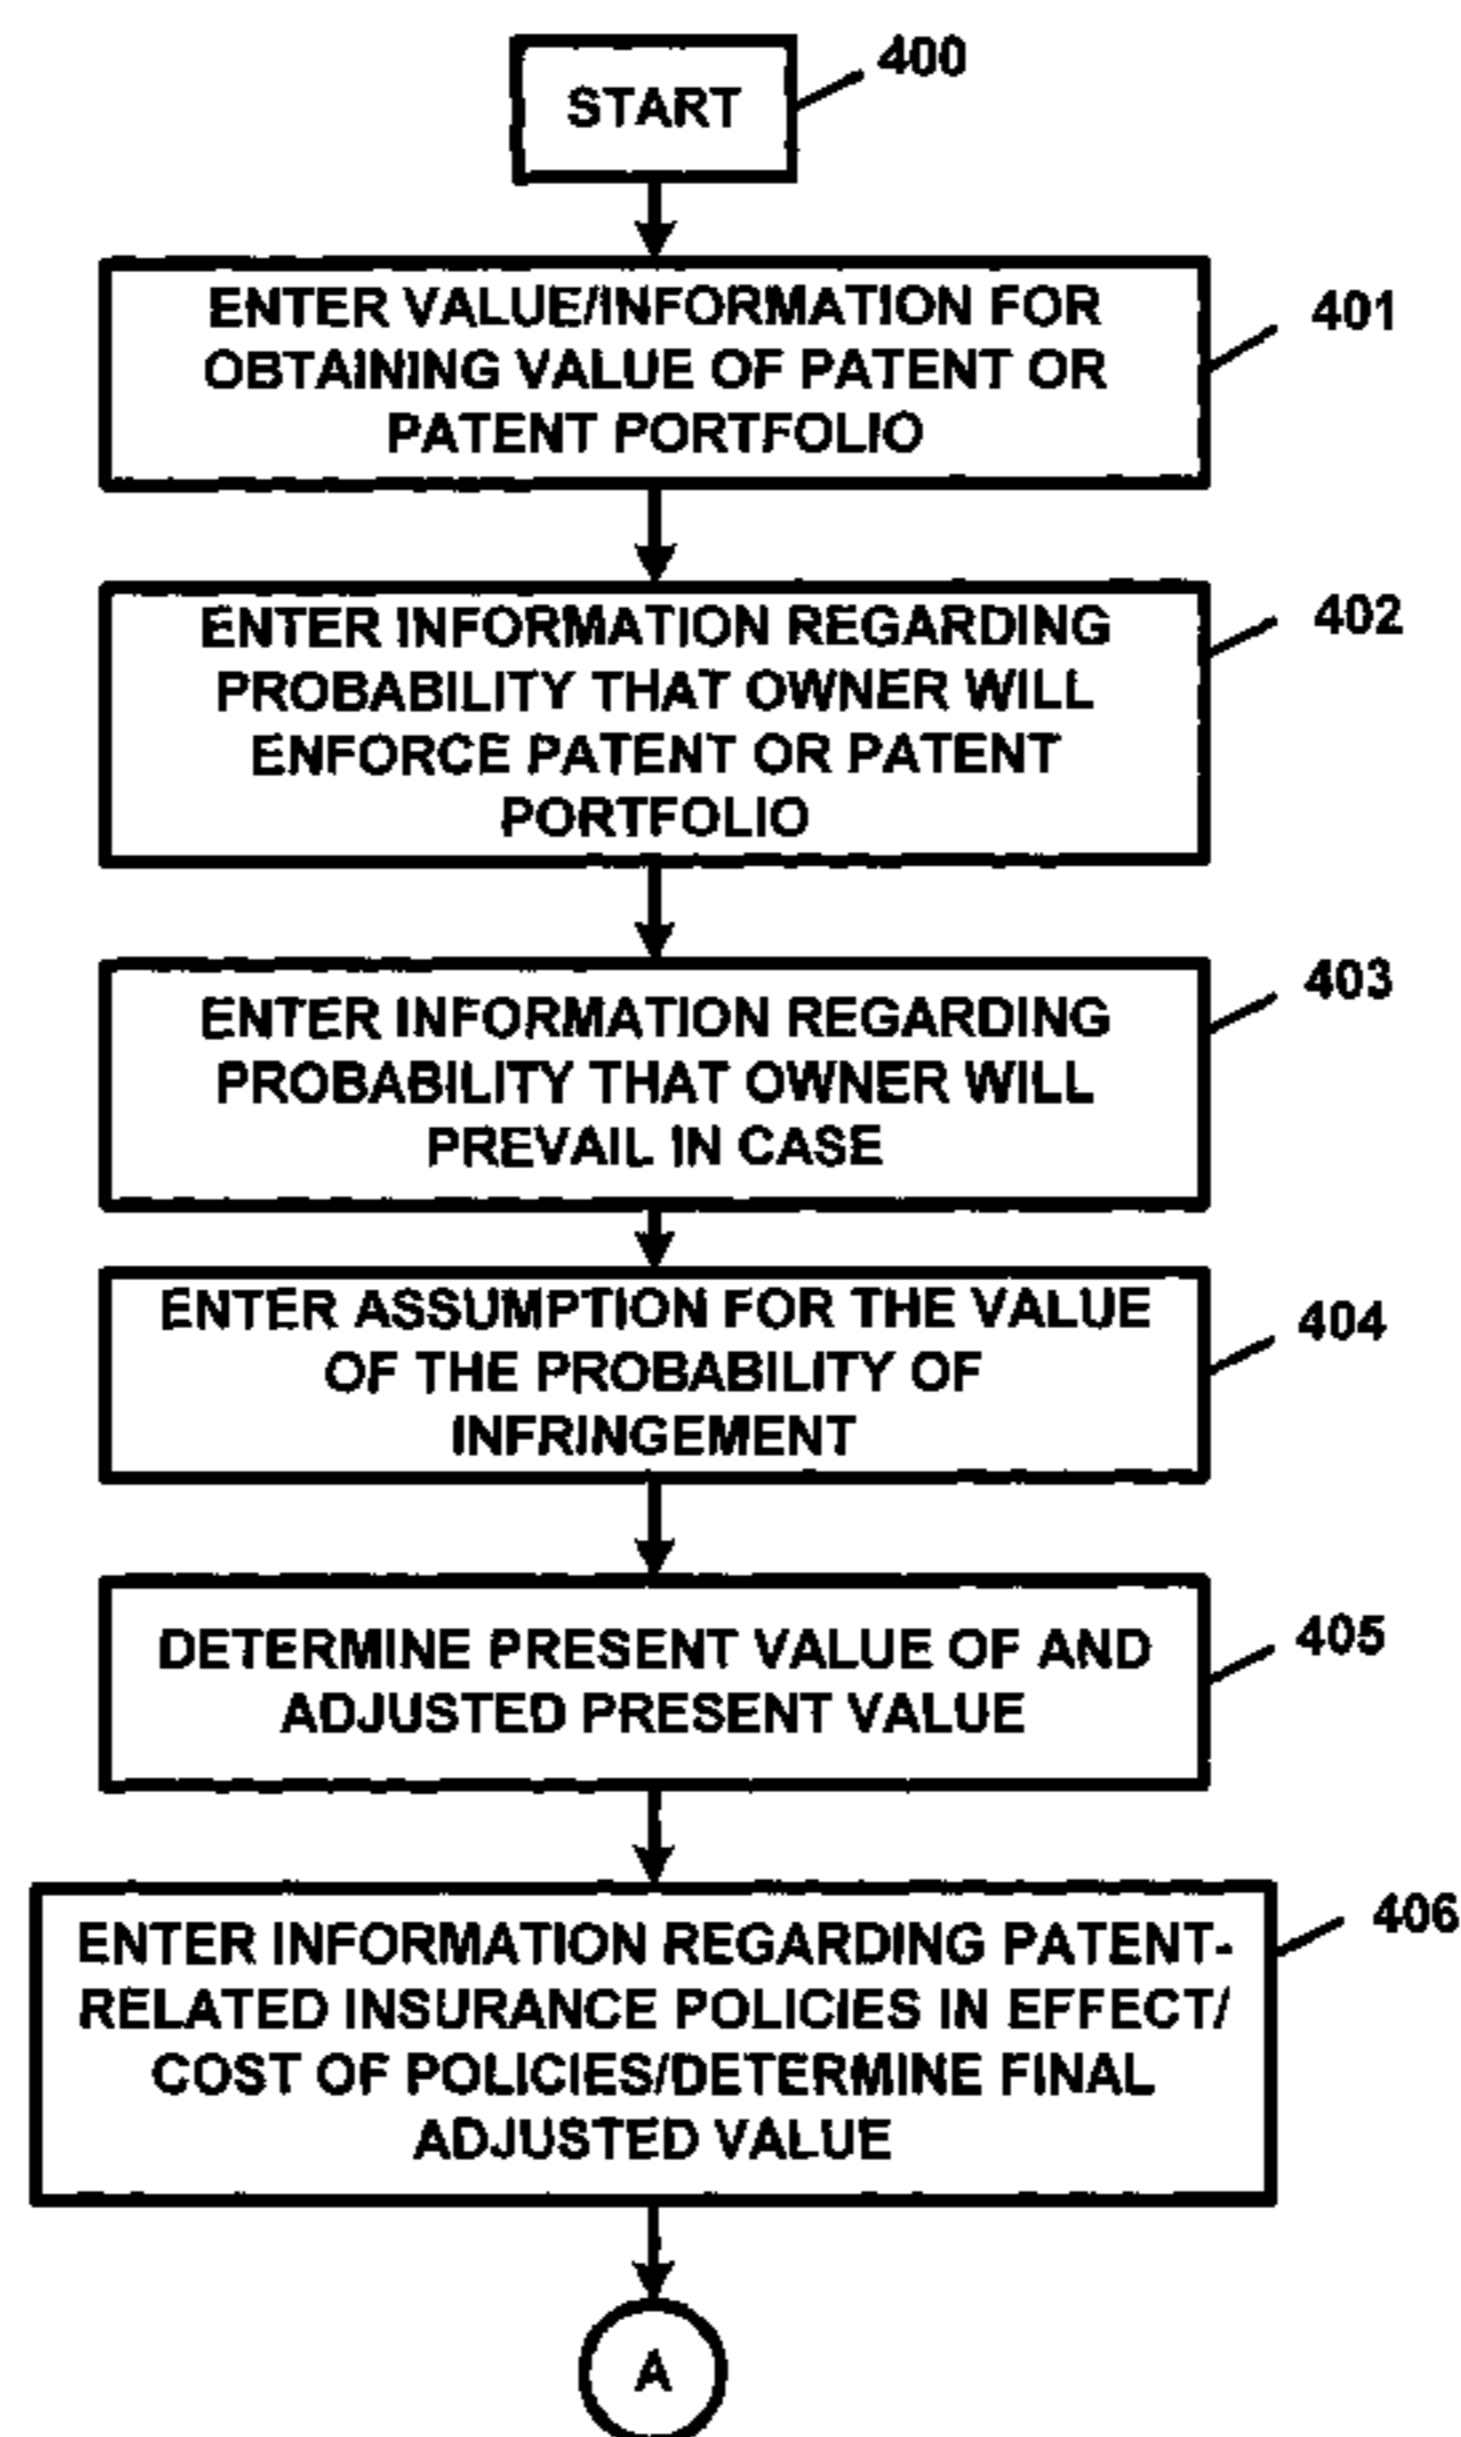 START
400
ENTER VALUE/INFORMATION FOR
OBTAINING VALUE OF PATENT OR
PATENT PORTFOLIO
401
ENTER INFORMATION REGARDING
PROBABILITY THAT OWNER WILL
ENFORCE PATENT OR PATENT
PORTFOLIO
402
ENTER INFORMATION REGARDING
PROBABILITY THAT OWNER WILL
PREVAIL IN CASE
403
ENTER ASSUMPTION FOR THE VALUE
OF THE PROBABILITY OF
INFRINGEMENT
404
DETERMINE PRESENT VALUE OF AND
ADJUSTED PRESENT VALUE
405
ENTER INFORMATION REGARDING PATENT-
RELATED INSURANCE POLICIES IN EFFECT/
COST OF POLICIES/DETERMINE FINAL
ADJUSTED VALUE
406
A